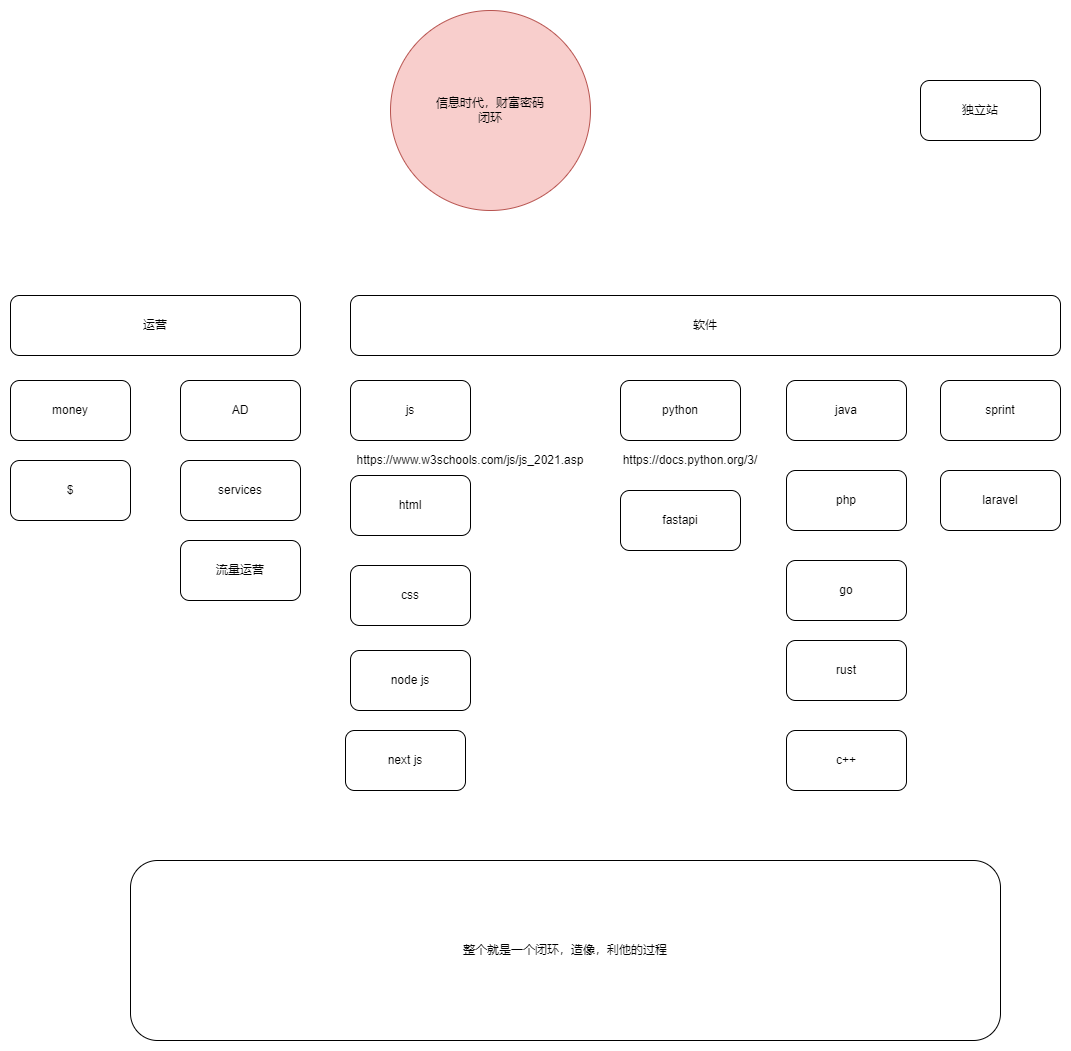 信息时代，财富密码
闭环
独立站
运营
软件
money
AD
js
python
java
sprint
https://www.w3schools.com/js/js_2021.asp
https://docs.python.org/3/
$
services
html
fastapi
php
laravel
流量运营
css
go
node js
rust
next js
c++
整个就是一个闭环，造像，利他的过程